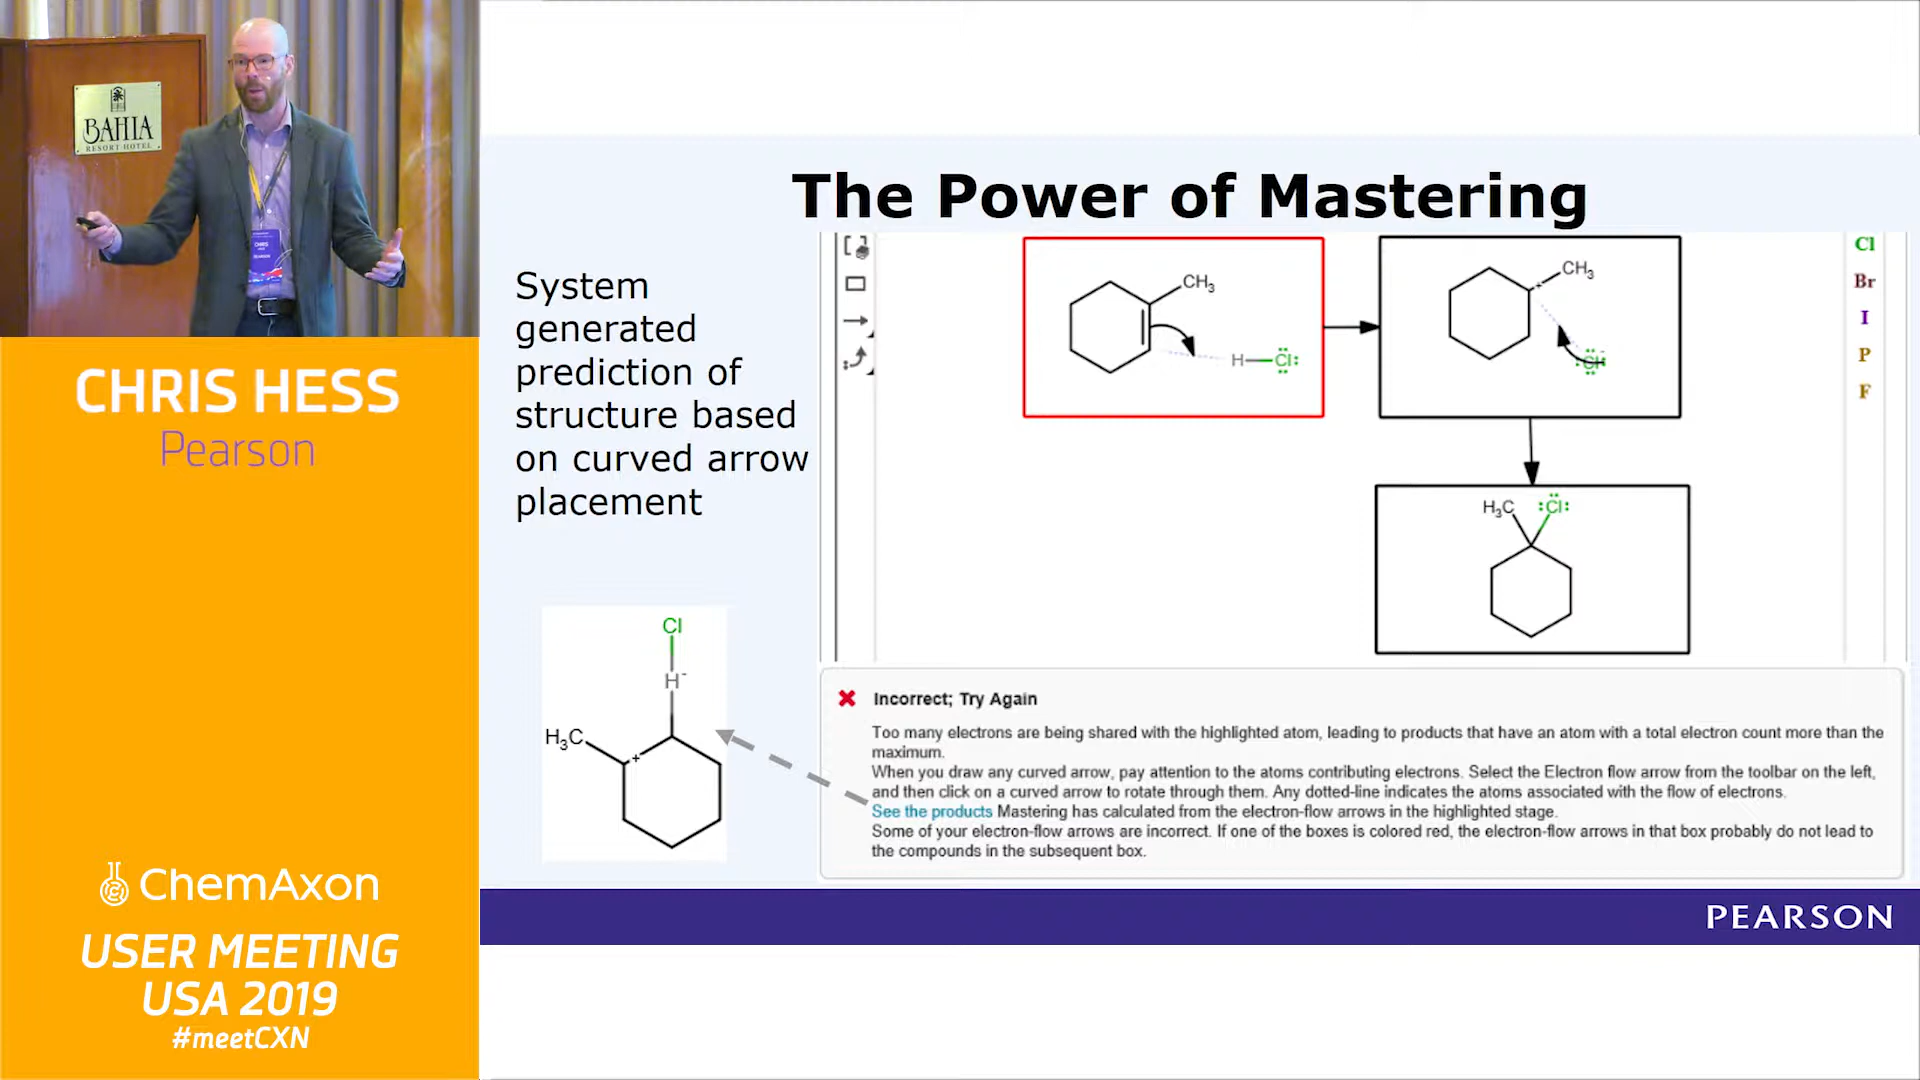 BAHIA
RESORT HOTEL
CHRIS
CHRIS HESS
Pearson
ChemAxon
USER MEETING
USA 2019
#meetCXN
The Power of Mastering
System
generated
prediction of
structure based
on curved arrow
placement
CH3
H Cl
CH3
Cl
H3C Cl
Cl
Br
I
P
F
Cl
H-
H3C
+
Incorrect; Try Again
Too many electrons are being shared with the highlighted atom, leading to products that have an atom with a total electron count more than the
maximum.
When you draw any curved arrow, pay attention to the atoms contributing electrons. Select the Electron flow arrow from the toolbar on the left,
and then click on a curved arrow to rotate through them. Any dotted-line indicates the atoms associated with the flow of electrons.
See the products Mastering has calculated from the electron-flow arrows in the highlighted stage.
Some of your electron-flow arrows are incorrect. If one of the boxes is colored red, the electron-flow arrows in that box probably do not lead to
the compounds in the subsequent box.
PEARSON